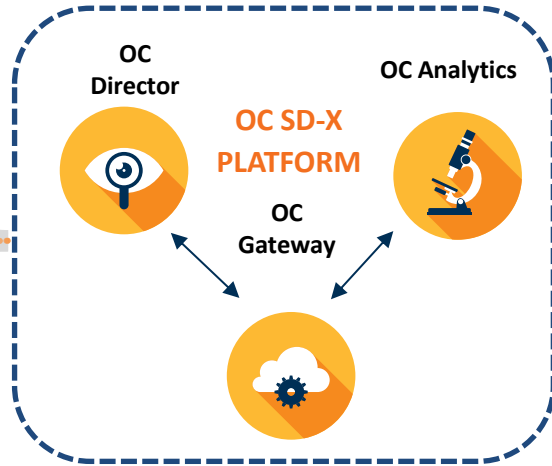 OC
Director
OC Analytics
OC SD-X
PLATFORM
OC
Gateway